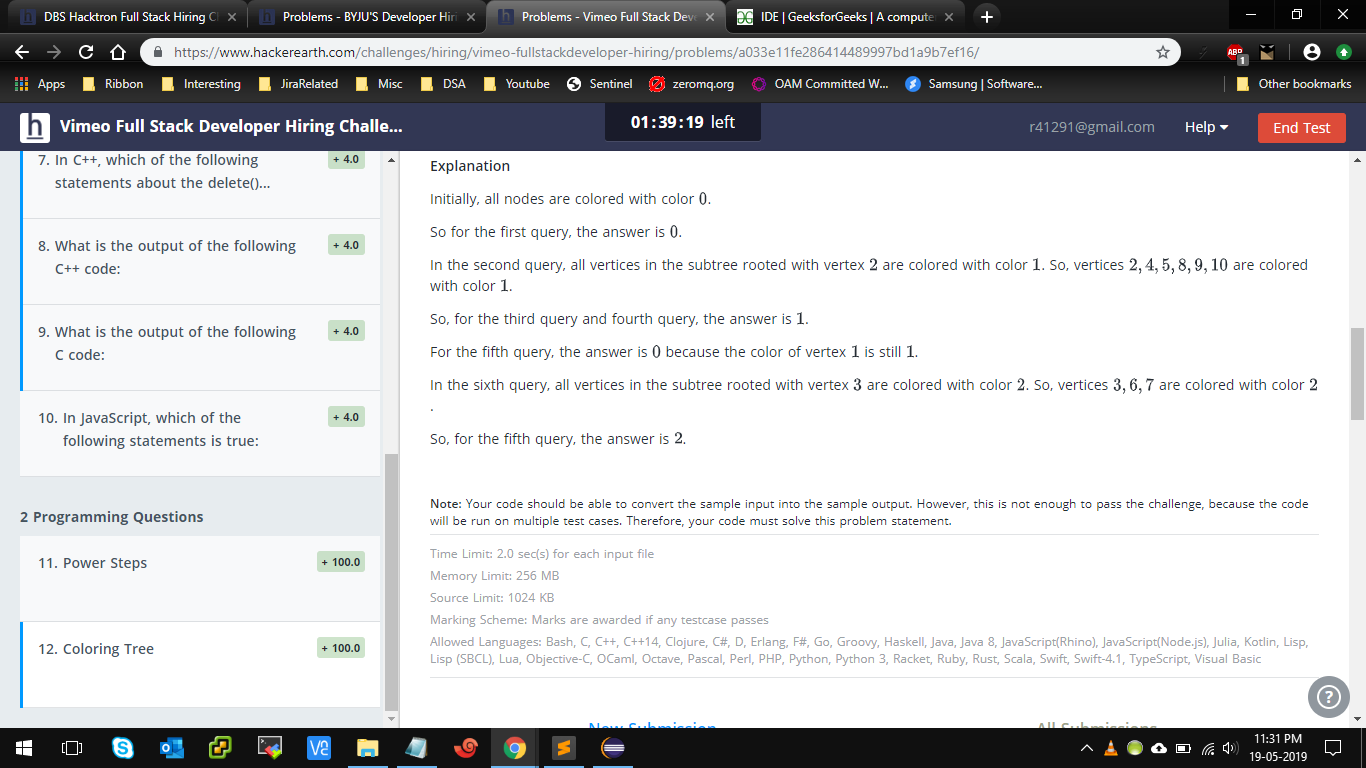 DBS Hacktron Full Stack Hiring C
Problems - BYJU'S Developer Hiri
Problems - Vimeo Full Stack Deve
IDE | GeeksforGeeks | A compute
https://www.hackerearth.com/challenges/hiring/vimeo-fullstackdeveloper-hiring/problems/a033e11fe286414489997bd1a9b7ef16/
ABP
1
Apps
Ribbon
Interesting
JiraRelated
Misc
DSA
Youtube
Sentinel
zeromq.org
OAM Committed W...
Samsung | Software...
Other bookmarks
h
Vimeo Full Stack Developer Hiring Challe...
01:39:19 left
r41291@gmail.com
Help
End Test
7. In C++, which of the following
statements about the delete()...
+ 4.0
8. What is the output of the following
C++ code:
+ 4.0
9. What is the output of the following
C code:
+ 4.0
10. In JavaScript, which of the
following statements is true:
+ 4.0
2 Programming Questions
11. Power Steps
+ 100.0
12. Coloring Tree
+ 100.0
Explanation
Initially, all nodes are colored with color 0.
So for the first query, the answer is 0.
In the second query, all vertices in the subtree rooted with vertex 2 are colored with color 1. So, vertices 2, 4, 5, 8, 9, 10 are colored
with color 1.
So, for the third query and fourth query, the answer is 1.
For the fifth query, the answer is 0 because the color of vertex 1 is still 1.
In the sixth query, all vertices in the subtree rooted with vertex 3 are colored with color 2. So, vertices 3, 6, 7 are colored with color 2
.
So, for the fifth query, the answer is 2.
Note: Your code should be able to convert the sample input into the sample output. However, this is not enough to pass the challenge, because the code
will be run on multiple test cases. Therefore, your code must solve this problem statement.
Time Limit: 2.0 sec(s) for each input file
Memory Limit: 256 MB
Source Limit: 1024 KB
Marking Scheme: Marks are awarded if any testcase passes
Allowed Languages: Bash, C, C++, C++14, Clojure, C#, D, Erlang, F#, Go, Groovy, Haskell, Java, Java 8, JavaScript(Rhino), JavaScript(Node.js), Julia, Kotlin, Lisp,
Lisp (SBCL), Lua, Objective-C, OCaml, Octave, Pascal, Perl, PHP, Python, Python 3, Racket, Ruby, Rust, Scala, Swift, Swift-4.1, TypeScript, Visual Basic
New Submission
All Submissions
?
11:31 PM
19-05-2019